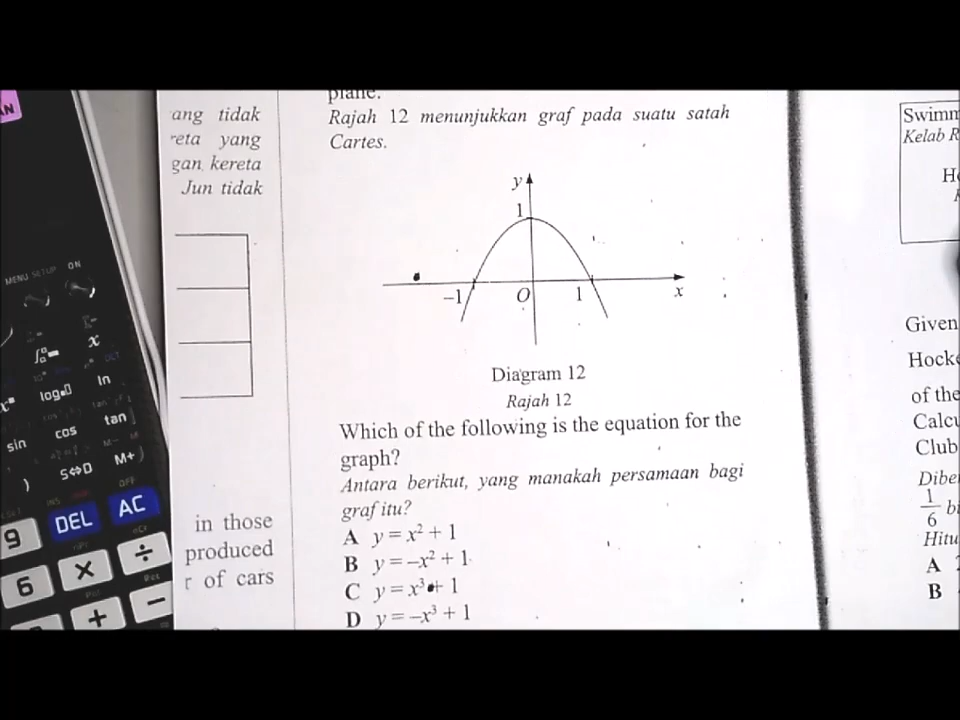 MENU SETUP ON
x
log ln
sin cos tan
) S⇔D M+
9 DEL AC
6 × ÷
+ −
ang tidak
reta yang
gan kereta
Jun tidak
in those
produced
r of cars
plane.
Rajah 12 menunjukkan graf pada suatu satah
Cartes.
y
1
−1 O 1 x
Diagram 12
Rajah 12
Which of the following is the equation for the
graph?
Antara berikut, yang manakah persamaan bagi
graf itu?
A y = x² + 1
B y = −x² + 1
C y = x³ + 1
D y = −x³ + 1
Swimm
Kelab R
H
Given
Hocke
of the
Calcu
Club
Diber
1/6 bi
Hitu
A
B